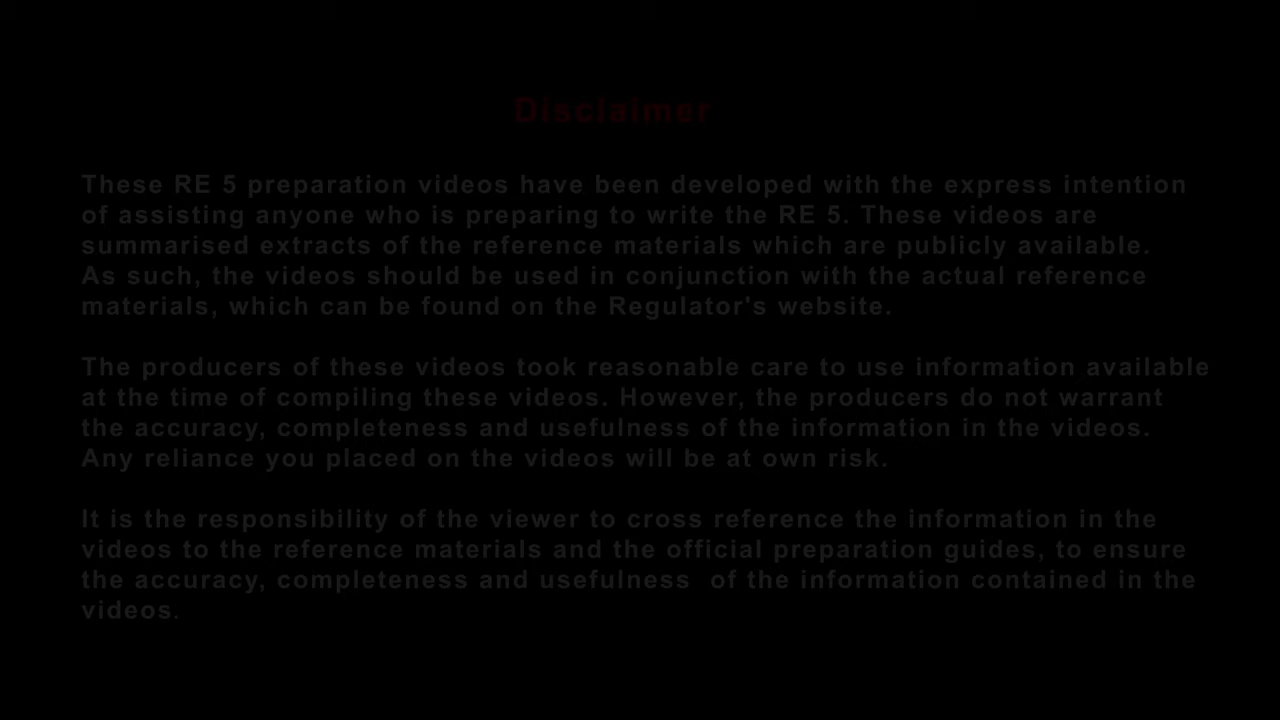 Disclaimer
These RE 5 preparation videos have been developed with the express intention
of assisting anyone who is preparing to write the RE 5. These videos are
summarised extracts of the reference materials which are publicly available.
As such, the videos should be used in conjunction with the actual reference
materials, which can be found on the Regulator's website.
The producers of these videos took reasonable care to use information available
at the time of compiling these videos. However, the producers do not warrant
the accuracy, completeness and usefulness of the information in the videos.
Any reliance you placed on the videos will be at own risk.
It is the responsibility of the viewer to cross reference the information in the
videos to the reference materials and the official preparation guides, to ensure
the accuracy, completeness and usefulness  of the information contained in the
videos.